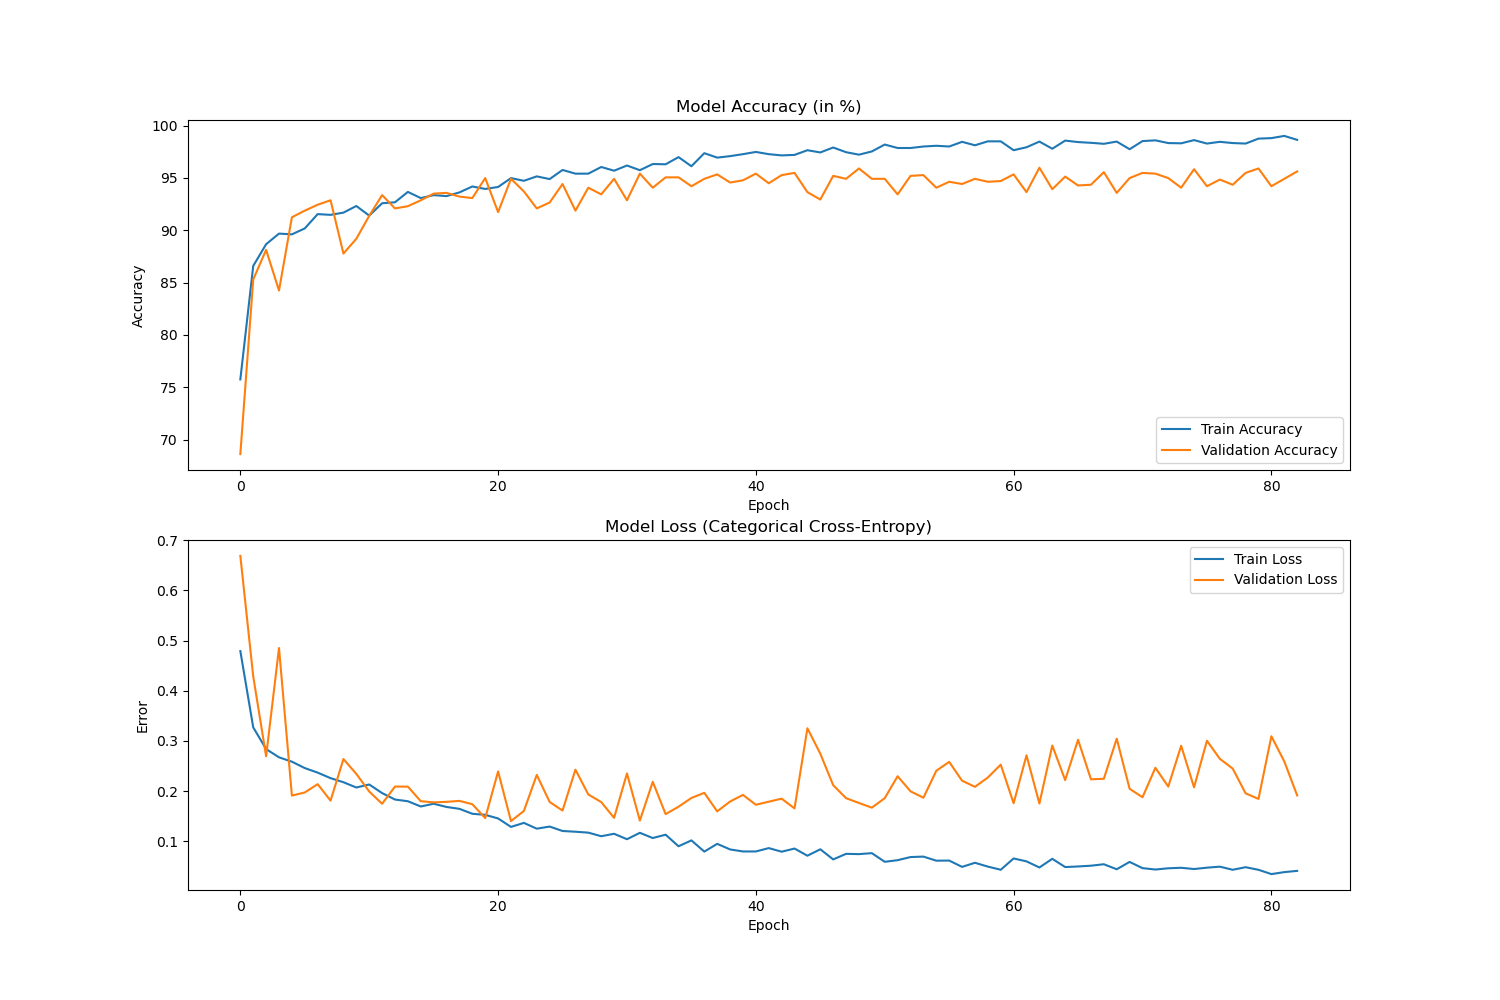 Model Accuracy (in %)
100
95
90
85
80
75
70
Accuracy
Train Accuracy
Validation Accuracy
0 20 40 60 80
Epoch
Model Loss (Categorical Cross-Entropy)
0.7
0.6
0.5
0.4
0.3
0.2
0.1
Error
Train Loss
Validation Loss
0 20 40 60 80
Epoch